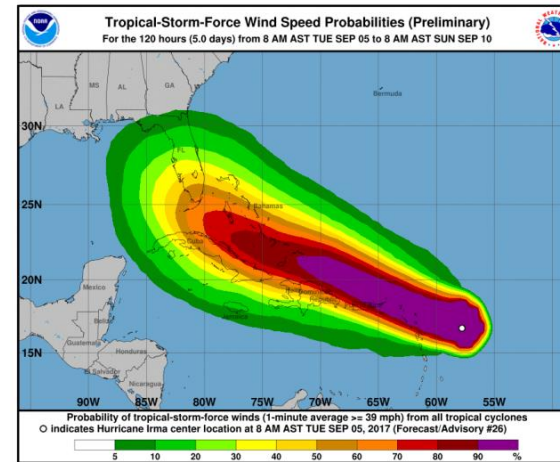 NOAA
Tropical-Storm-Force Wind Speed Probabilities (Preliminary)
For the 120 hours (5.0 days) from 8 AM AST TUE SEP 05 to 8 AM AST SUN SEP 10
MS
AL
GA
LA
Bermuda
30N
FL
25N
Bahamas
Cuba
20N
Mexico
Belize
15N
Guatemala
Honduras
El Salvador
Nicaragua
90W
85W
80W
75W
70W
65W
60W
55W
Probability of tropical-storm-force winds (1-minute average >= 39 mph) from all tropical cyclones
O indicates Hurricane Irma center location at 8 AM AST TUE SEP 05, 2017 (Forecast/Advisory #26)
5 10 20 30 40 50 60 70 80 90 %